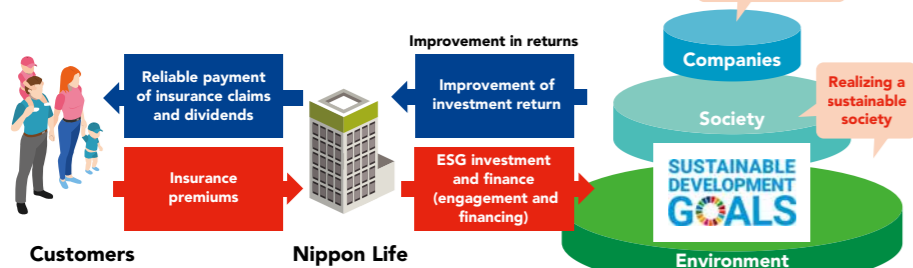 Improvement in returns
Reliable payment
of insurance claims
and dividends
Improvement of
investment return
Companies
Realizing a
sustainable
society
Society
Insurance
premiums
ESG investment
and finance
(engagement and
financing)
SUSTAINABLE
DEVELOPMENT
GOALS
Customers
Nippon Life
Environment